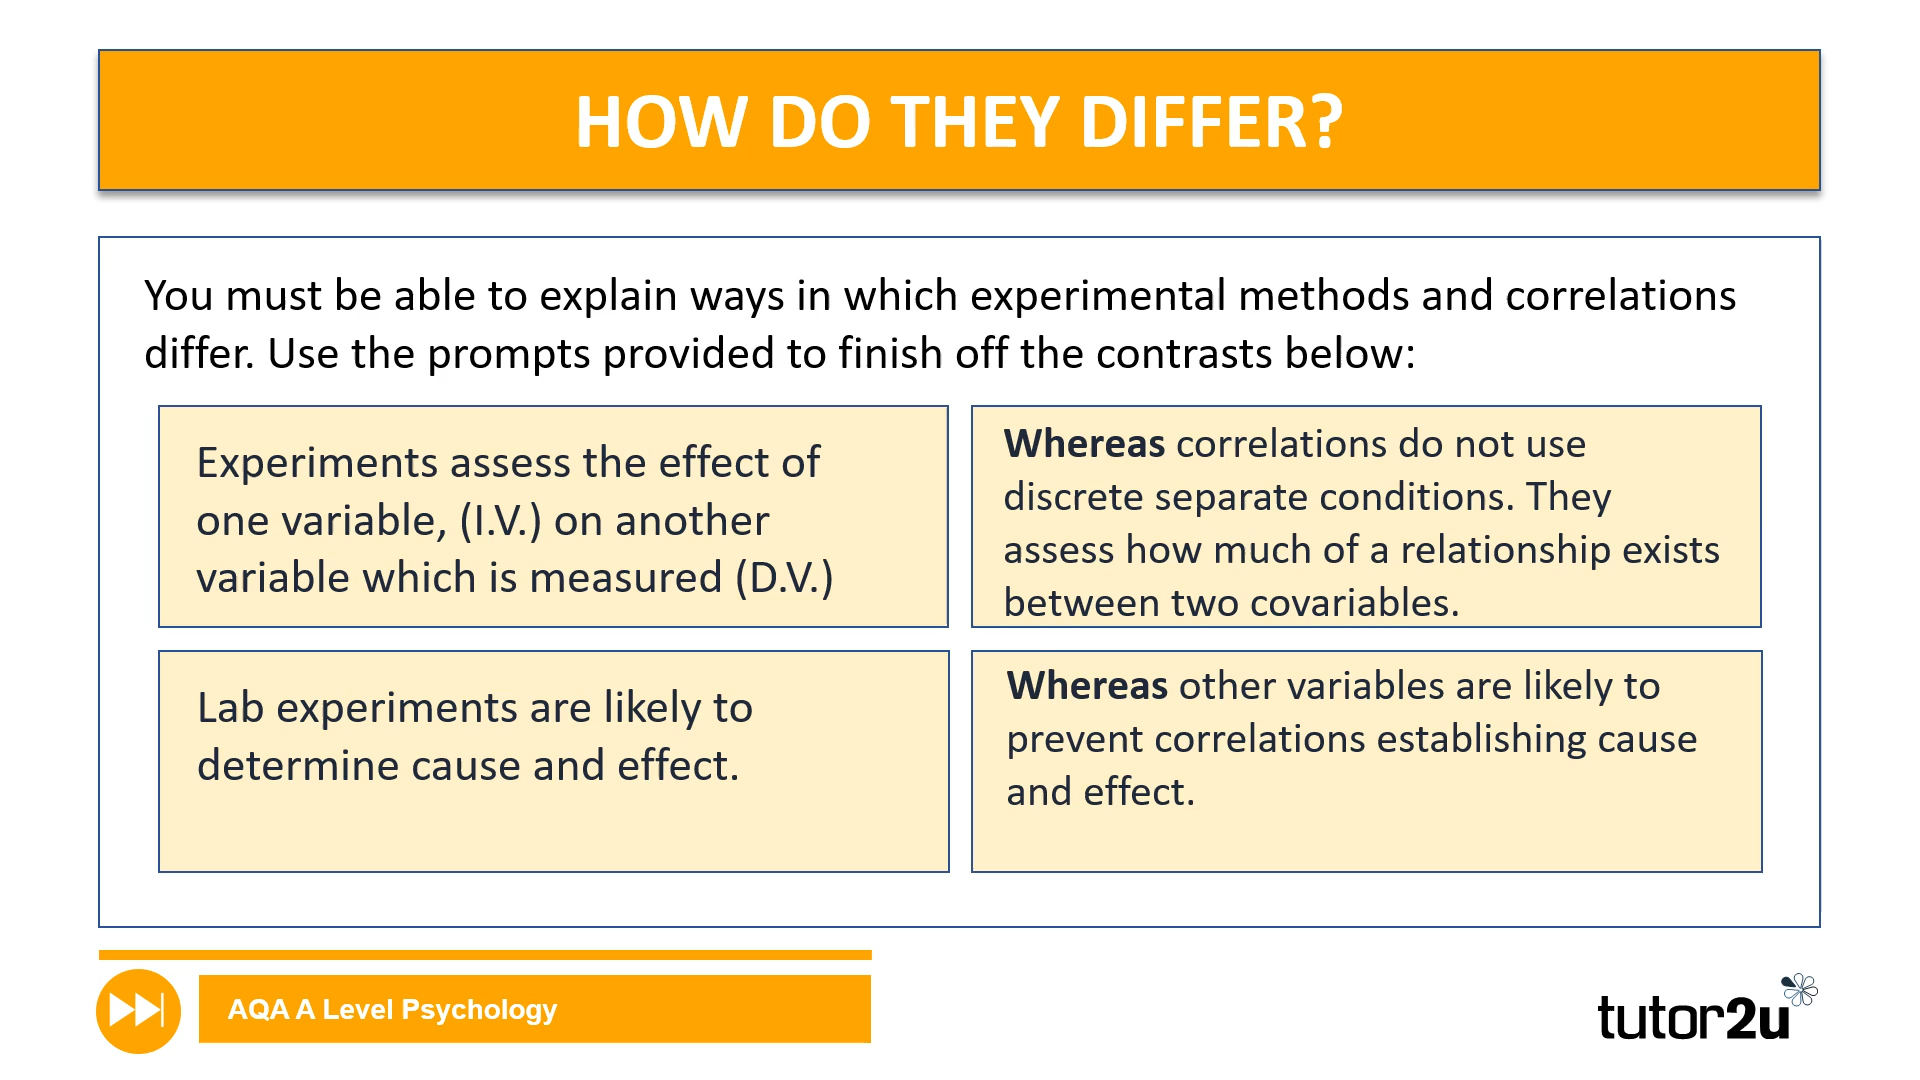 HOW DO THEY DIFFER?
You must be able to explain ways in which experimental methods and correlations
differ. Use the prompts provided to finish off the contrasts below:
Experiments assess the effect of
one variable, (I.V.) on another
variable which is measured (D.V.)
Whereas correlations do not use
discrete separate conditions. They
assess how much of a relationship exists
between two covariables.
Lab experiments are likely to
determine cause and effect.
Whereas other variables are likely to
prevent correlations establishing cause
and effect.
AQA A Level Psychology
tutor2u